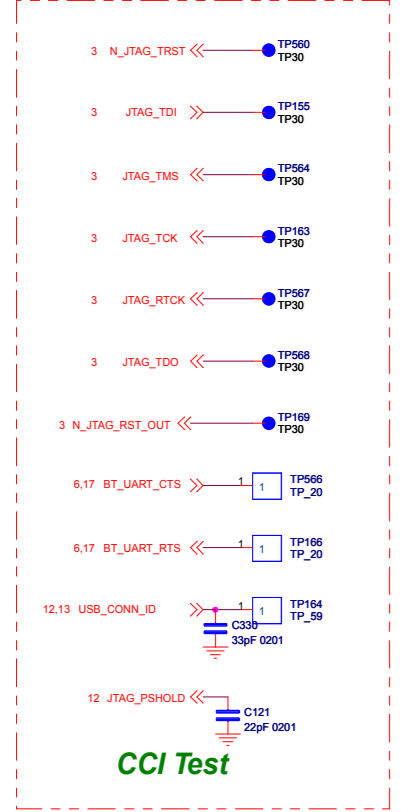 3 N_JTAG_TRST TP560
TP30
3 JTAG_TDI TP155
TP30
3 JTAG_TMS TP564
TP30
3 JTAG_TCK TP163
TP30
3 JTAG_RTCK TP567
TP30
3 JTAG_TDO TP568
TP30
3 N_JTAG_RST_OUT TP169
TP30
6,17 BT_UART_CTS 1 1 TP566
TP_20
6,17 BT_UART_RTS 1 1 TP166
TP_20
12,13 USB_CONN_ID 1 1 TP164
TP_59
C330
33pF 0201
12 JTAG_PSHOLD
C121
22pF 0201
CCI Test